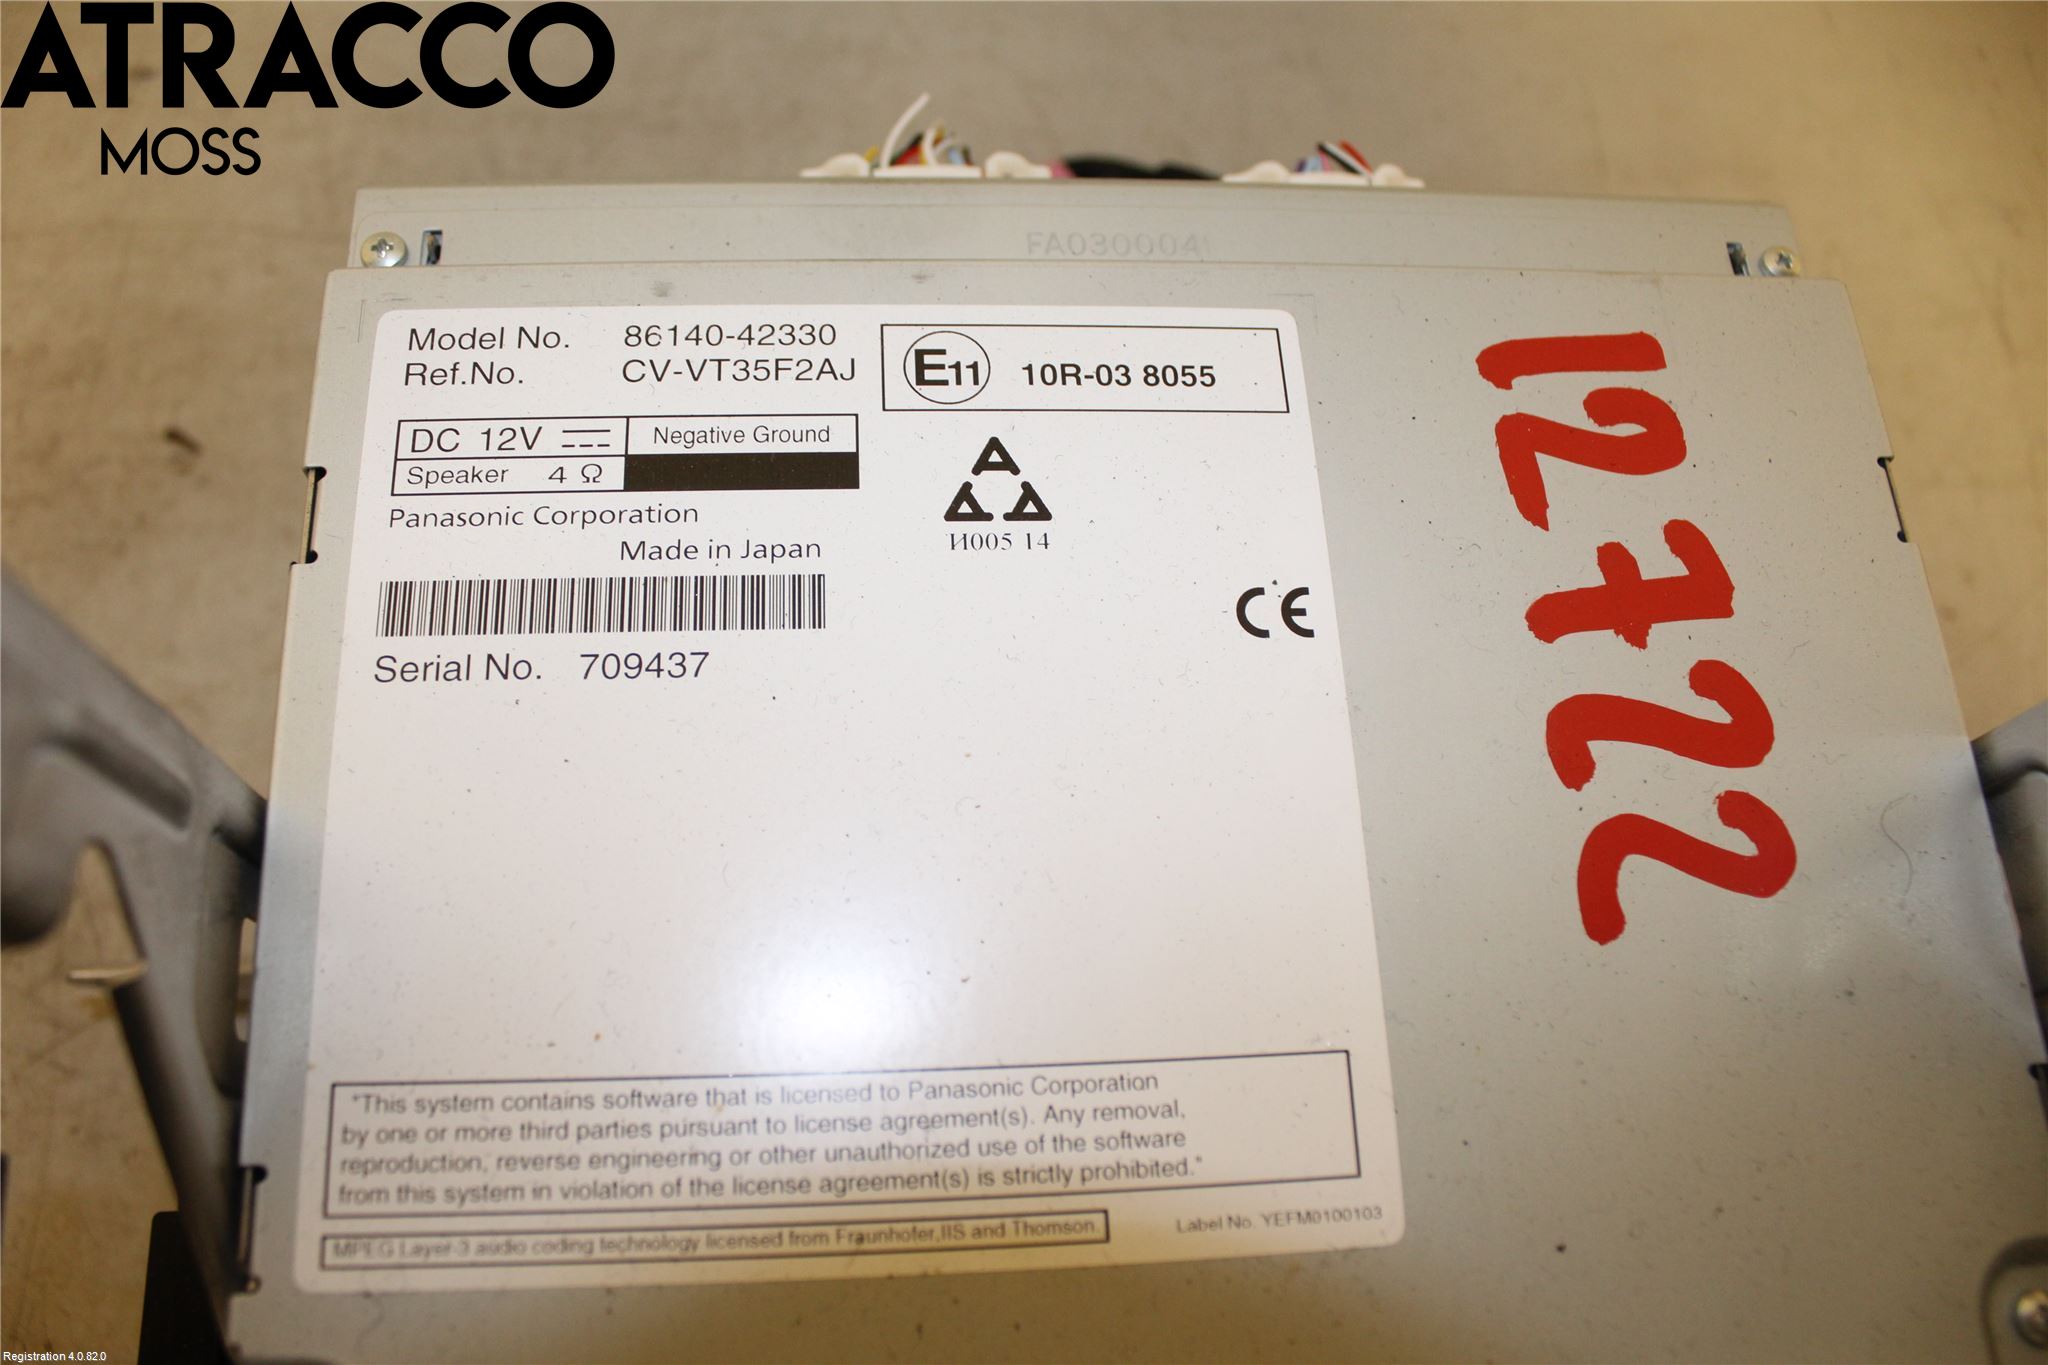 ATRACCO
MOSS
FA030004
Model No. 86140-42330
Ref.No. CV-VT35F2AJ
E11 10R-03 8055
DC 12V Negative Ground
Speaker 4 Ω
Panasonic Corporation
Made in Japan
И005 14
CE
Serial No. 709437
12722
"This system contains software that is licensed to Panasonic Corporation
by one or more third parties pursuant to license agreement(s). Any removal,
reproduction, reverse engineering or other unauthorized use of the software
from this system in violation of the license agreement(s) is strictly prohibited."
MPEG Layer-3 audio coding technology licensed from Fraunhofer,IIS and Thomson.
Label No. YEFM0100103
Registration 4.0.82.0